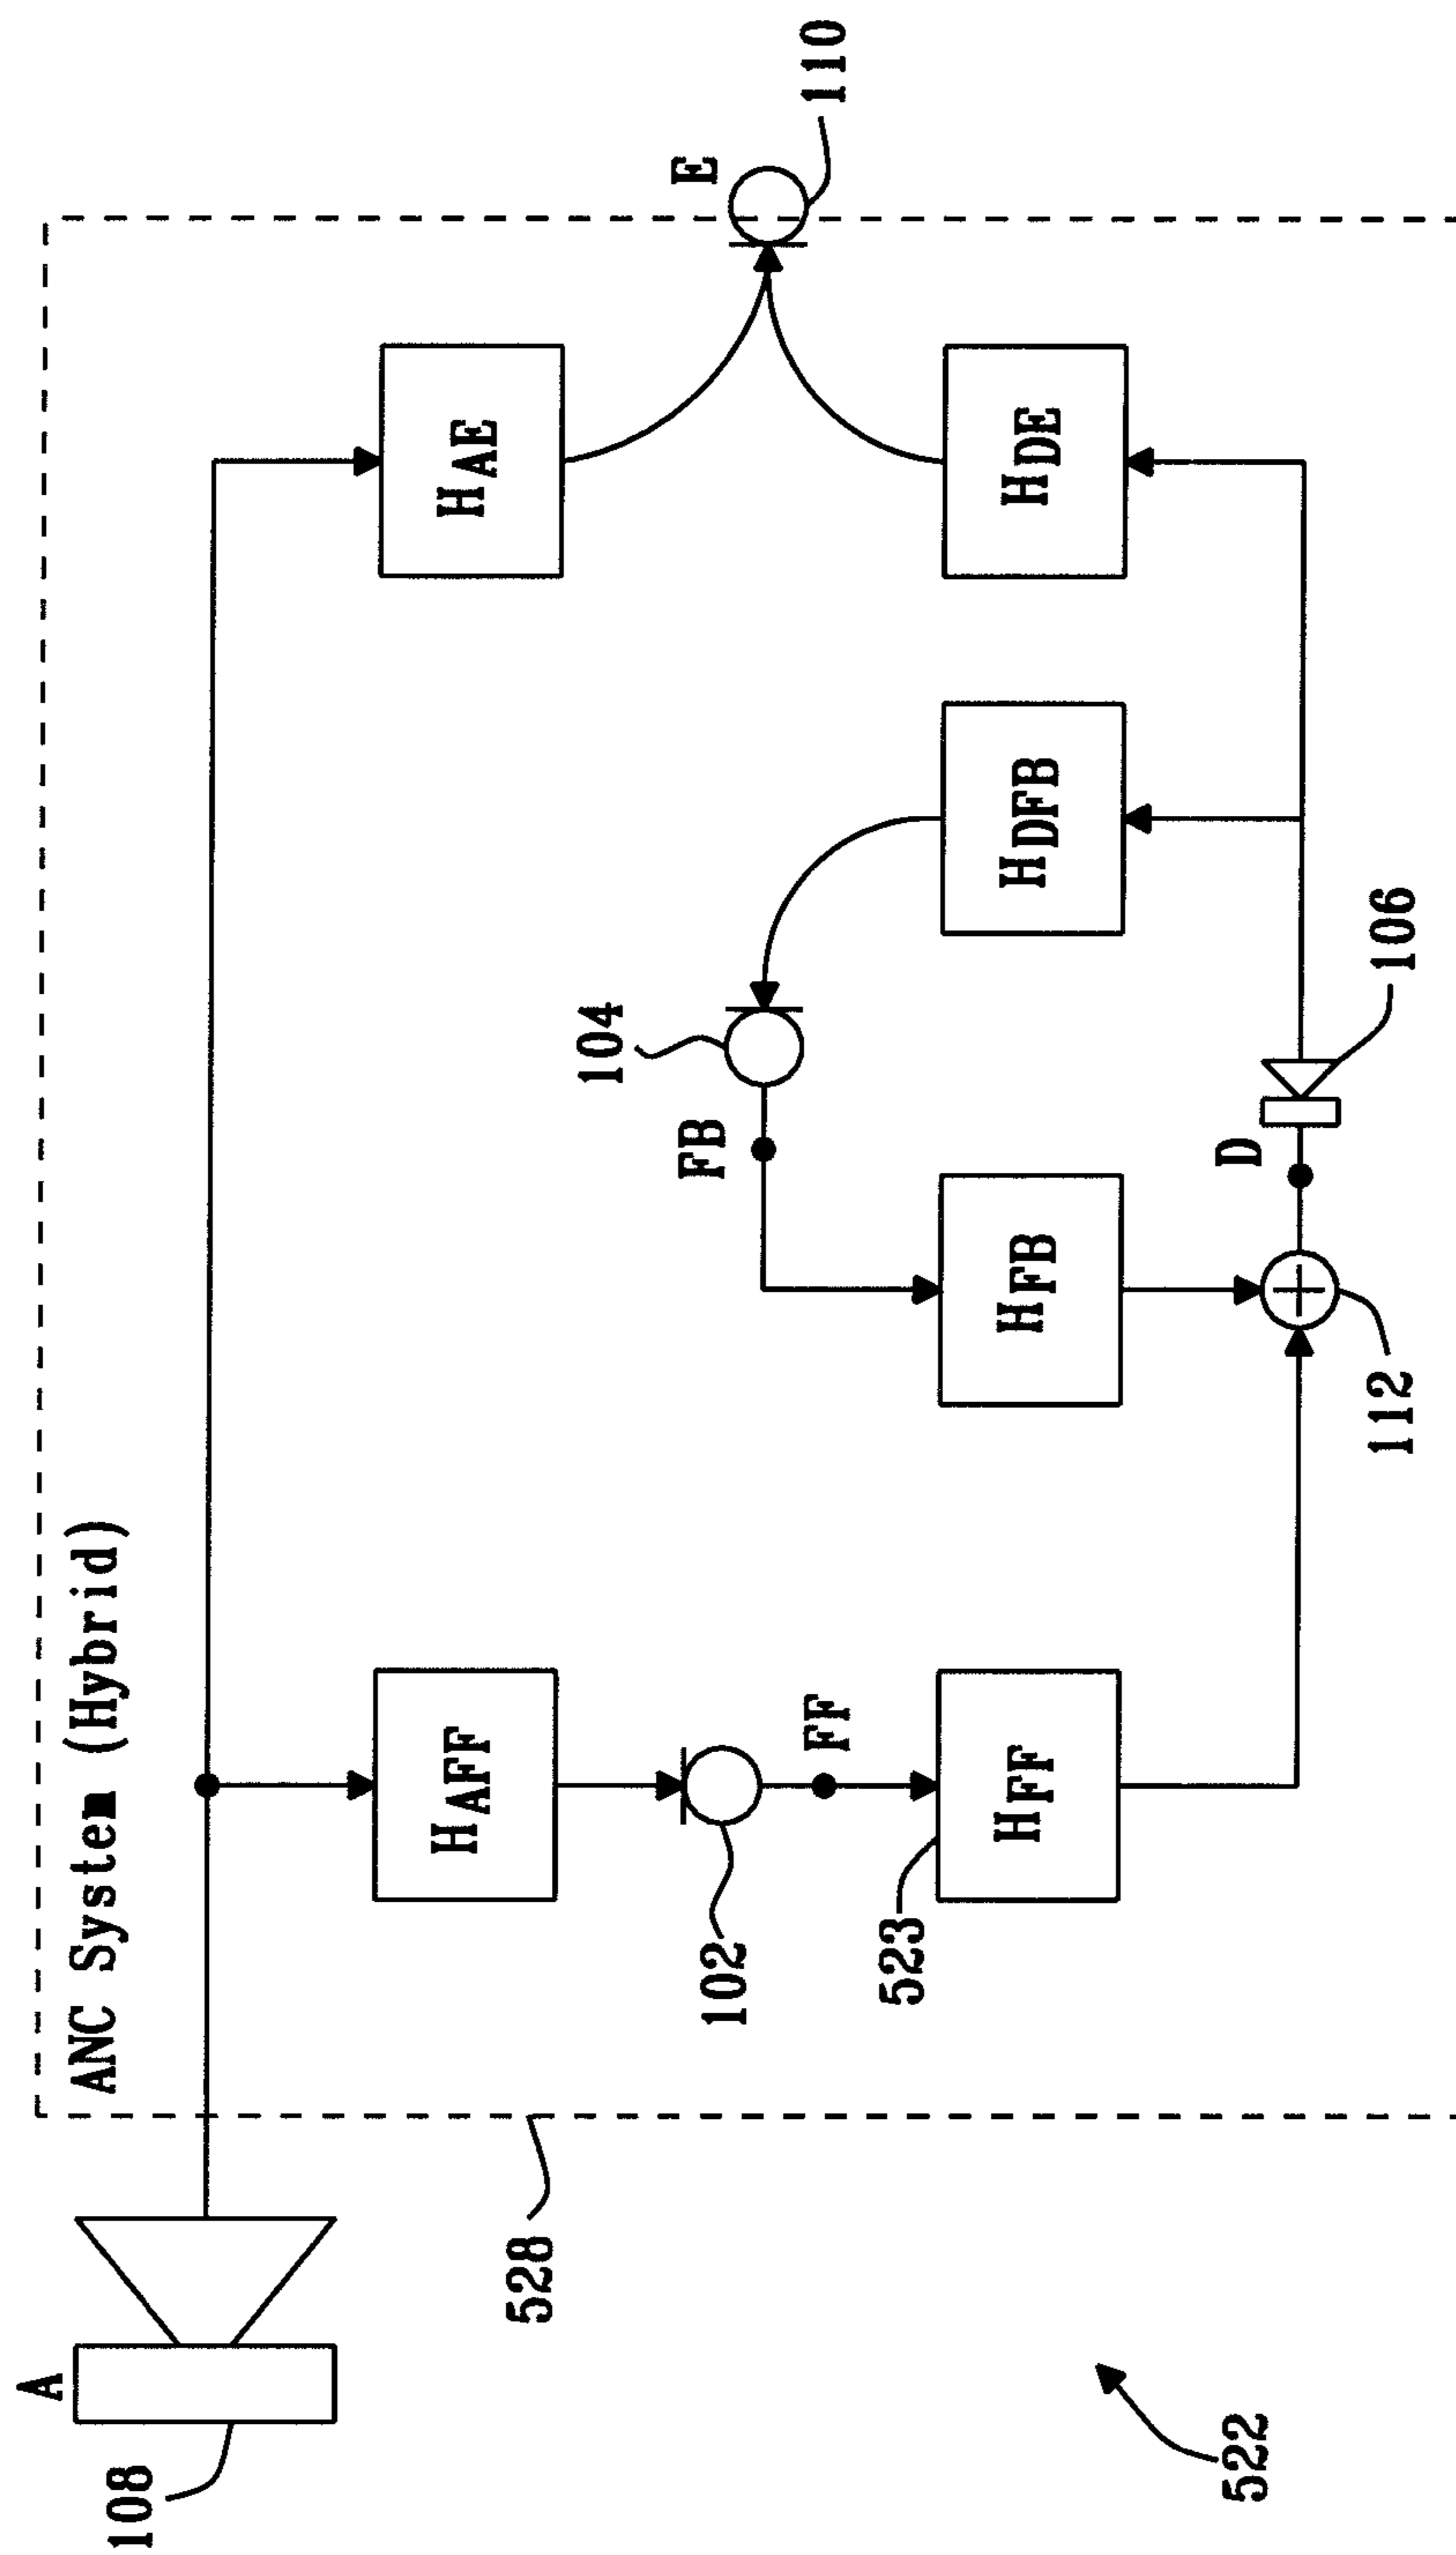 ANC System (Hybrid)
A
108
528
522
HAFF
102
FF
523
HFF
112
HFB
FB
104
D
106
HDFB
HAE
HDE
E
110